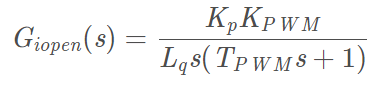 $$G_{iopen}(s) = \frac{K_p K_{PWM}}{L_q s(T_{PWM} s + 1)}$$